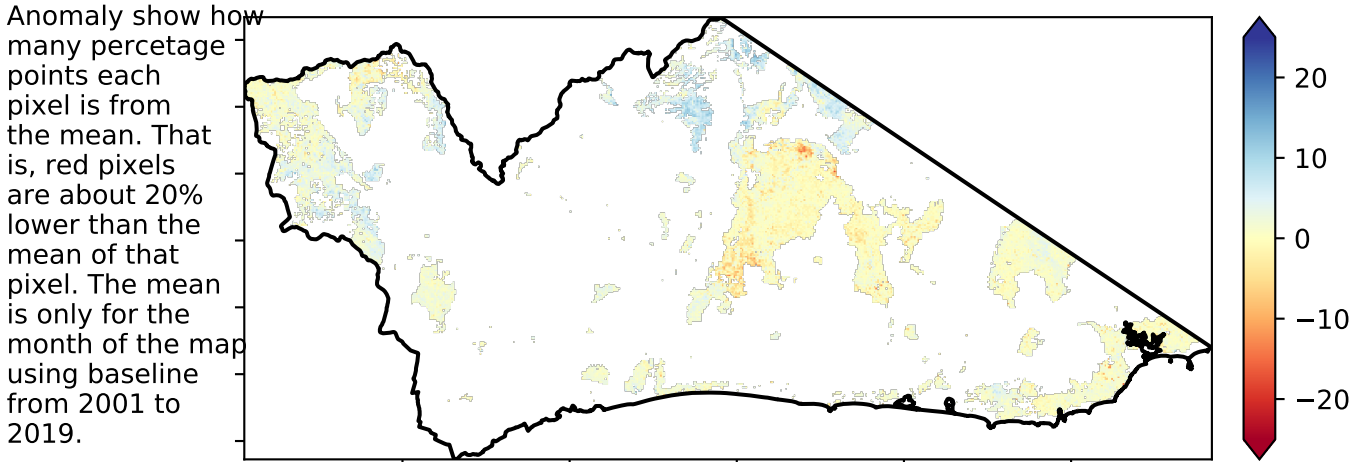 Anomaly show how
many percetage
points each
pixel is from
the mean. That
is, red pixels
are about 20%
lower than the
mean of that
pixel. The mean
is only for the
month of the map
using baseline
from 2001 to
2019.
20
10
0
−10
−20